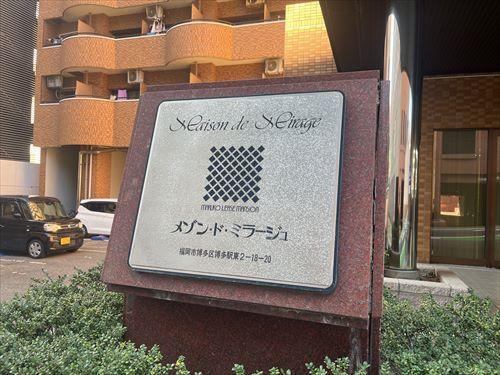 Maison de Mirage
MARUKO LEASE MANSION
メゾン・ド・ミラージュ
福岡市博多区博多駅東2-18-20